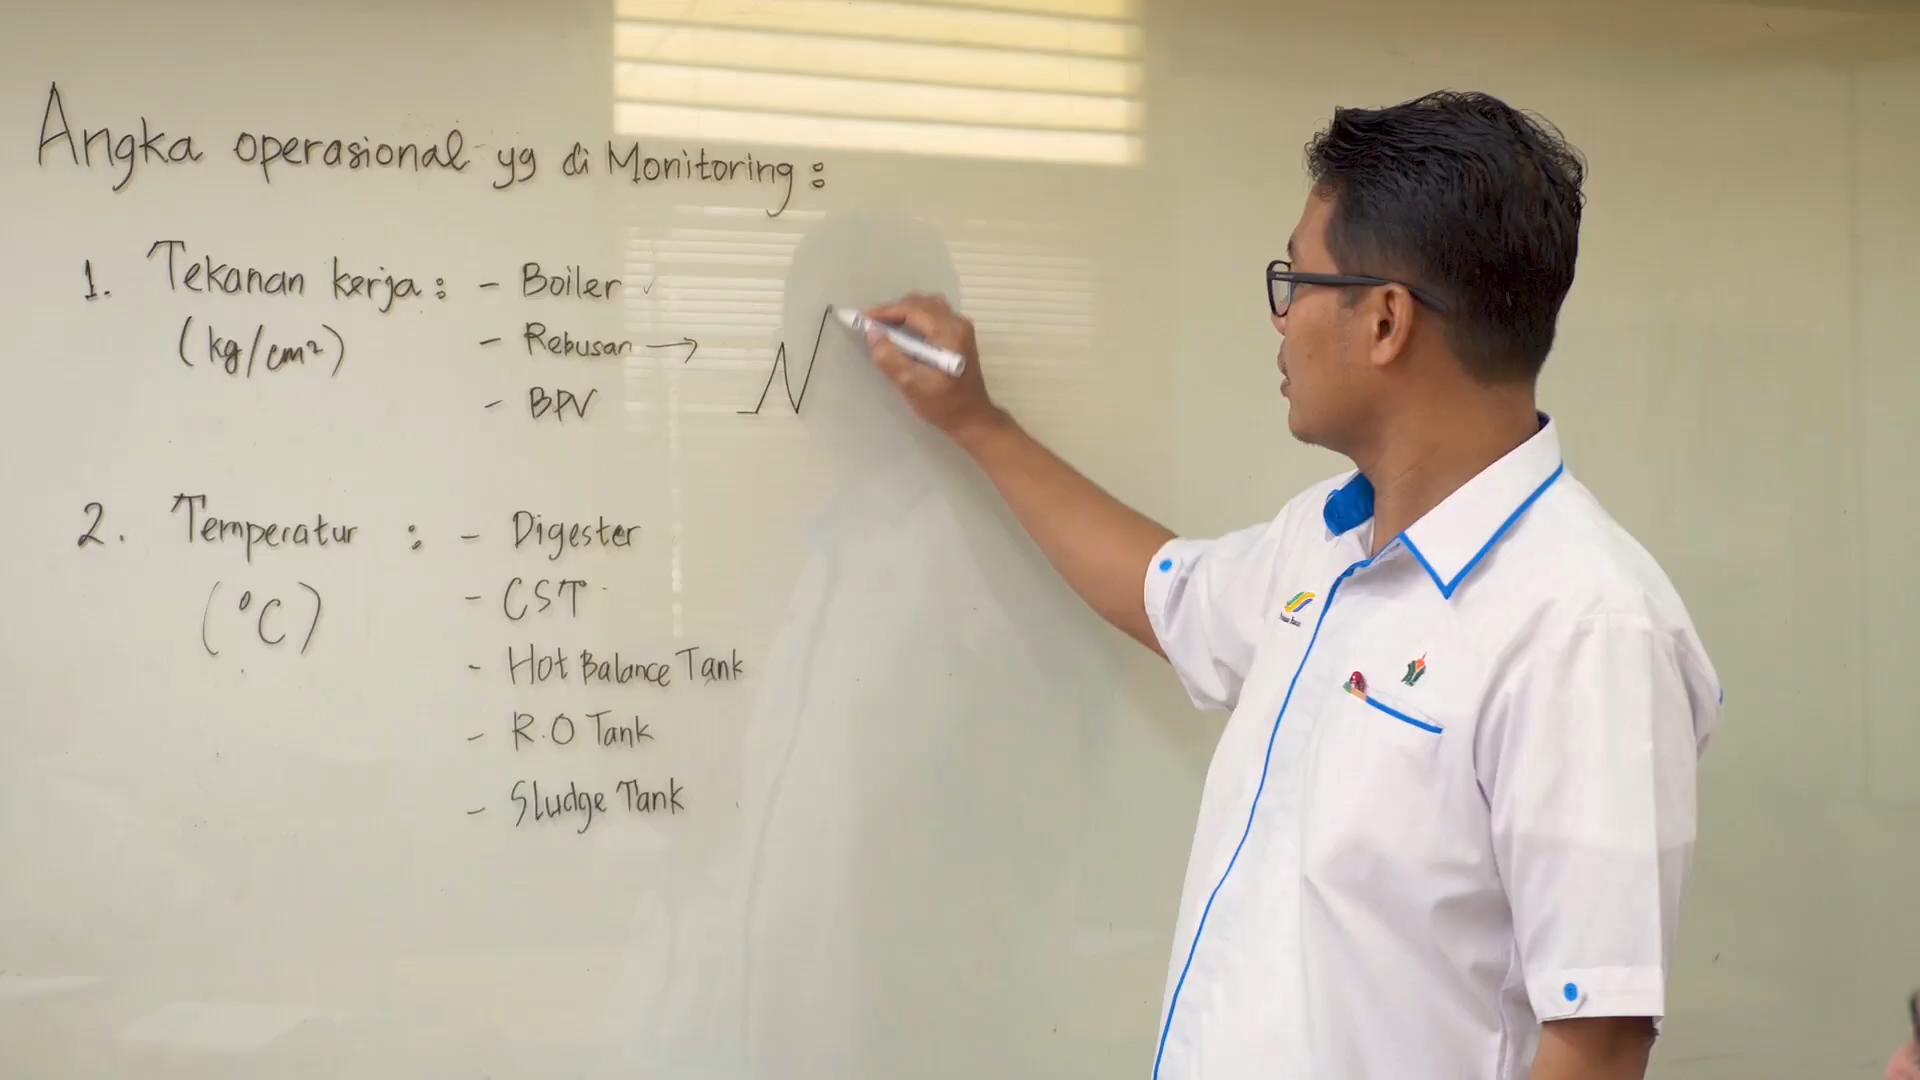 Angka operasional yg di Monitoring :
1. Tekanan kerja : - Boiler
(kg/cm²) - Rebusan →
- BPV
2. Temperatur : - Digester
(°C) - CST
- Hot Balance Tank
- R.O Tank
- Sludge Tank